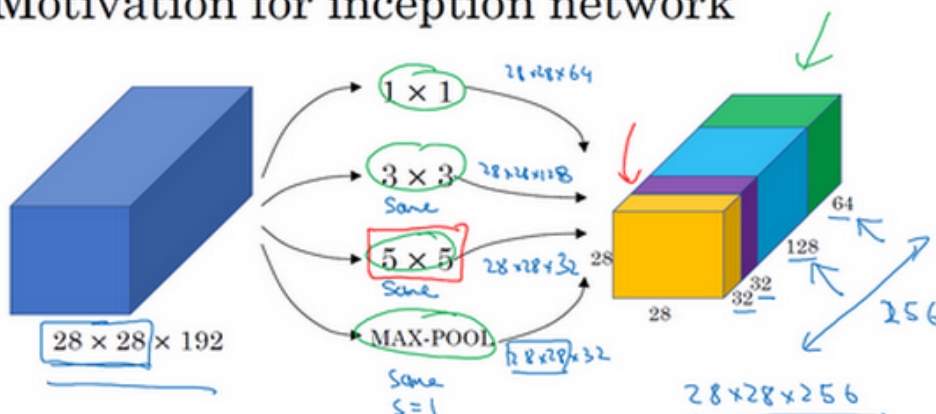 Motivation for inception network
1 × 1
28×28×64
3 × 3
28×28×128
Same
5 × 5
28×28×32
Same
MAX-POOL
28×28×32
Same
S=1
28 × 28 × 192
28
28
32
32
128
64
256
28×28×256